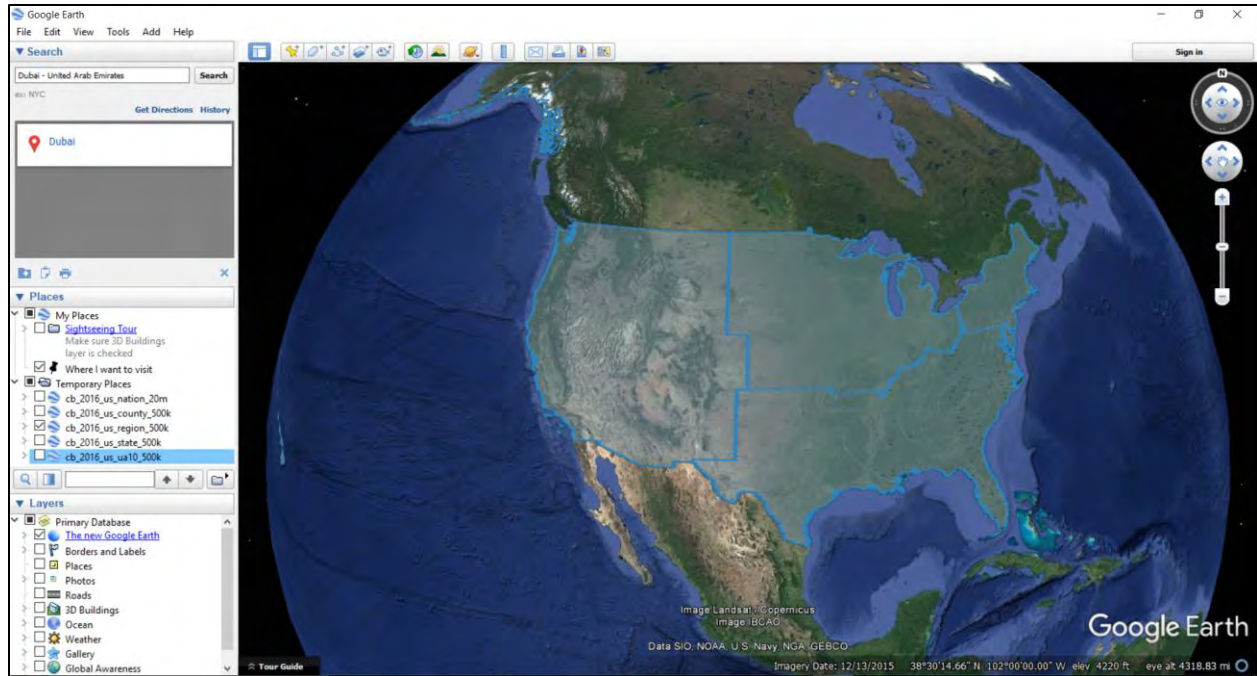 Google Earth
File Edit View Tools Add Help
Search
Sign in
Dubai - United Arab Emirates Search
ex: NYC
Get Directions History
Dubai
Places
My Places
Sightseeing Tour
Make sure 3D Buildings
layer is checked
Where I want to visit
Temporary Places
cb_2016_us_nation_20m
cb_2016_us_county_500k
cb_2016_us_region_500k
cb_2016_us_state_500k
cb_2016_us_ua10_500k
Layers
Primary Database
The new Google Earth
Borders and Labels
Places
Photos
Roads
3D Buildings
Ocean
Weather
Gallery
Global Awareness
N
Image Landsat / Copernicus
Image IBCAO
Data SIO, NOAA, U.S. Navy, NGA, GEBCO
Google Earth
Tour Guide
Imagery Date: 12/13/2015 38°30'14.66" N 102°00'00.00" W elev 4220 ft eye alt 4318.83 mi